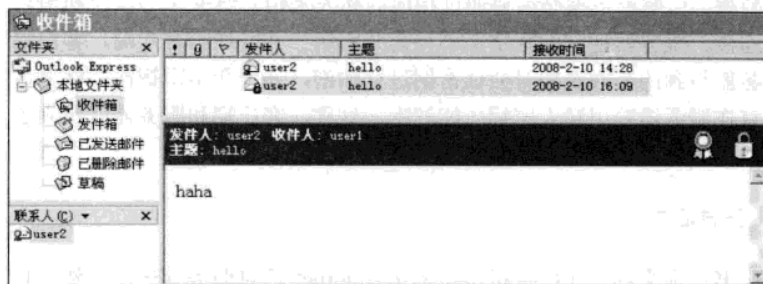 收件箱
文件夹 ×
Outlook Express
本地文件夹
收件箱
发件箱
已发送邮件
已删除邮件
草稿
联系人(C) ×
user2
! 发件人 主题 接收时间
user2 hello 2008-2-10 14:28
user2 hello 2008-2-10 16:09
发件人: user2 收件人: user1
主题: hello
haha